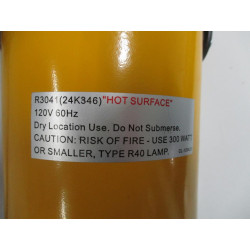 R3041(24K346)"HOT SURFACE"
120V 60Hz
Dry Location Use. Do Not Submerse.
CAUTION: RISK OF FIRE - USE 300 WATT
OR SMALLER, TYPE R40 LAMP.